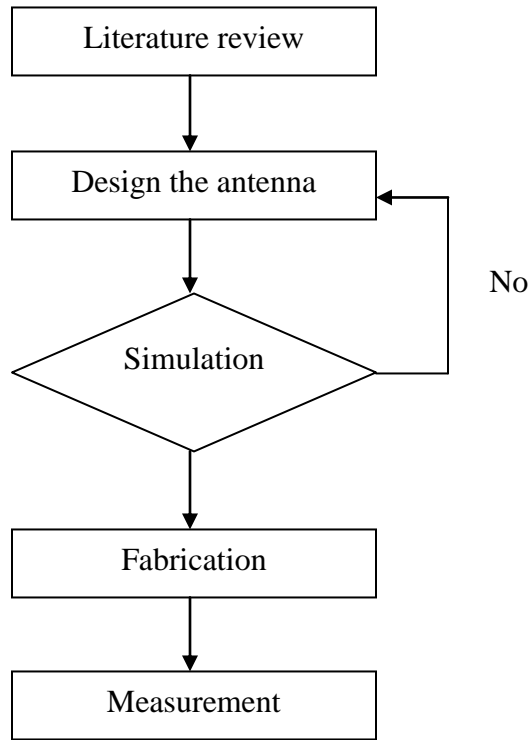 Literature review
Design the antenna
No
Simulation
Fabrication
Measurement